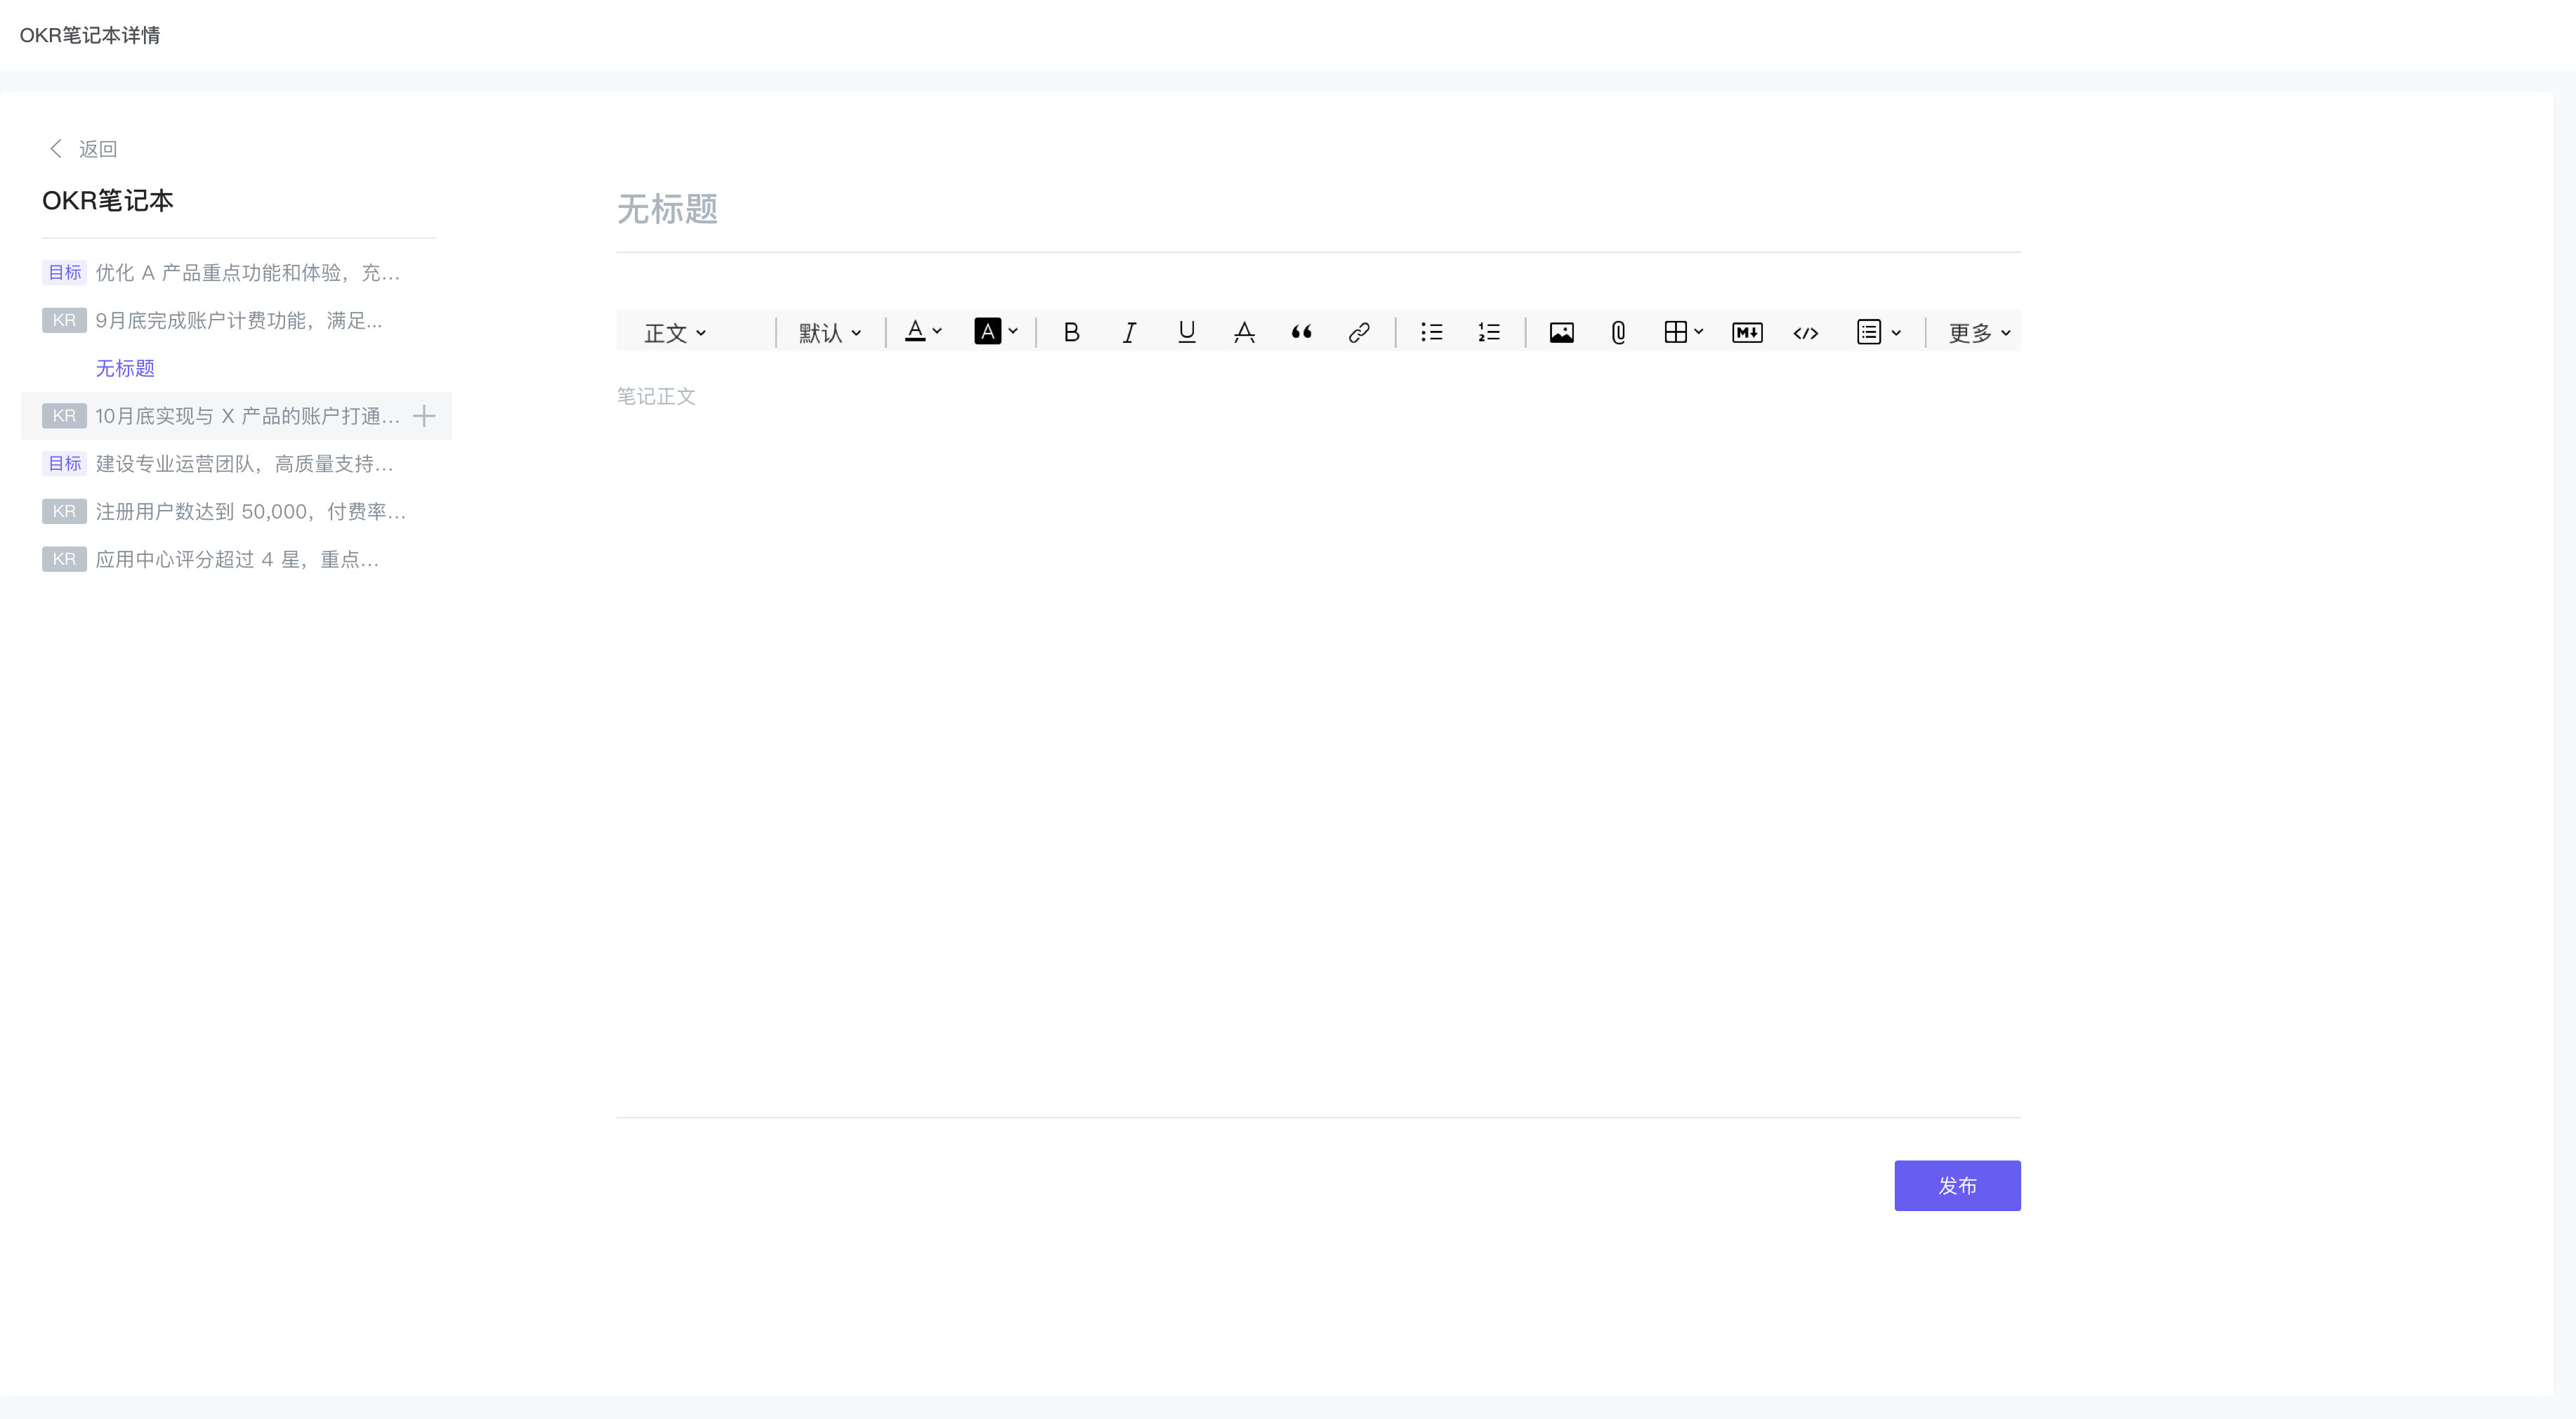 OKR笔记本详情
返回
OKR笔记本
目标 优化 A 产品重点功能和体验，充...
KR 9月底完成账户计费功能，满足...
无标题
KR 10月底实现与 X 产品的账户打通...
目标 建设专业运营团队，高质量支持...
KR 注册用户数达到 50,000，付费率...
KR 应用中心评分超过 4 星，重点...
无标题
正文 默认 A A B I U A 更多
笔记正文
发布